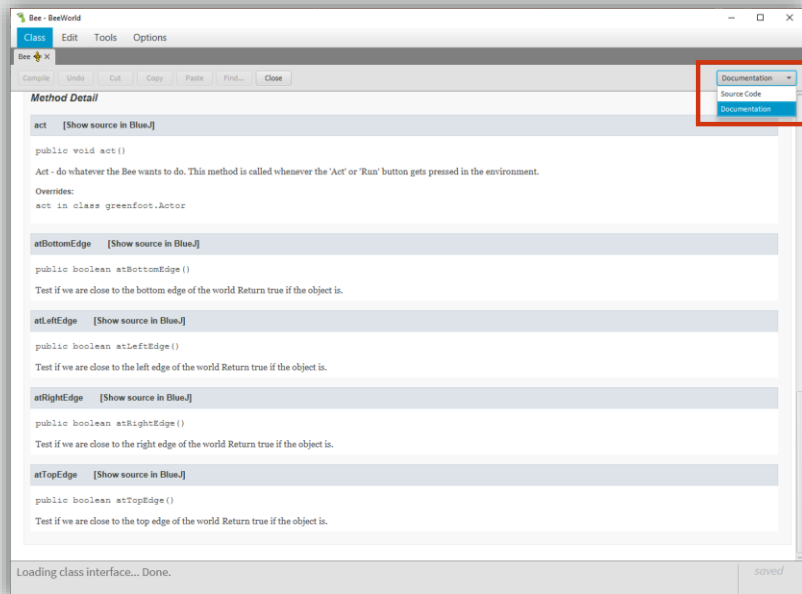 Bee - BeeWorld
Class Edit Tools Options
Bee
Compile Undo Cut Copy Paste Find... Close Documentation
Source Code
Documentation
Method Detail
act [Show source in BlueJ]
public void act()
Act - do whatever the Bee wants to do. This method is called whenever the 'Act' or 'Run' button gets pressed in the environment.
Overrides:
act in class greenfoot.Actor
atBottomEdge [Show source in BlueJ]
public boolean atBottomEdge()
Test if we are close to the bottom edge of the world Return true if the object is.
atLeftEdge [Show source in BlueJ]
public boolean atLeftEdge()
Test if we are close to the left edge of the world Return true if the object is.
atRightEdge [Show source in BlueJ]
public boolean atRightEdge()
Test if we are close to the right edge of the world Return true if the object is.
atTopEdge [Show source in BlueJ]
public boolean atTopEdge()
Test if we are close to the top edge of the world Return true if the object is.
Loading class interface... Done.
saved